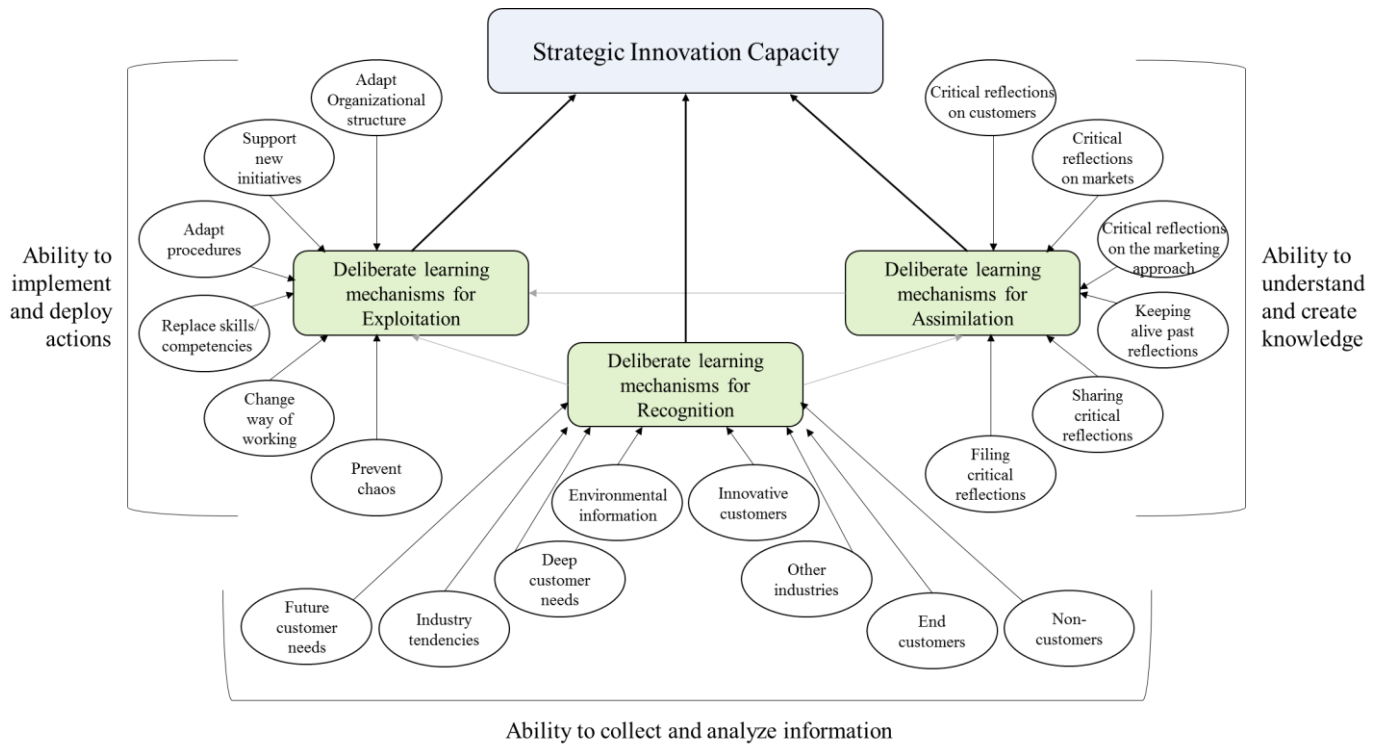 Strategic Innovation Capacity
Adapt
Organizational
structure
Support
new
initiatives
Adapt
procedures
Replace skills/
competencies
Change
way of
working
Prevent
chaos
Ability to
implement
and deploy
actions
Deliberate learning
mechanisms for
Exploitation
Critical reflections
on customers
Critical
reflections
on markets
Critical reflections
on the marketing
approach
Keeping
alive past
reflections
Sharing
critical
reflections
Filing
critical
reflections
Ability to
understand
and create
knowledge
Deliberate learning
mechanisms for
Assimilation
Deliberate learning
mechanisms for
Recognition
Environmental
information
Innovative
customers
Deep
customer
needs
Other
industries
Future
customer
needs
Industry
tendencies
End
customers
Non-
customers
Ability to collect and analyze information